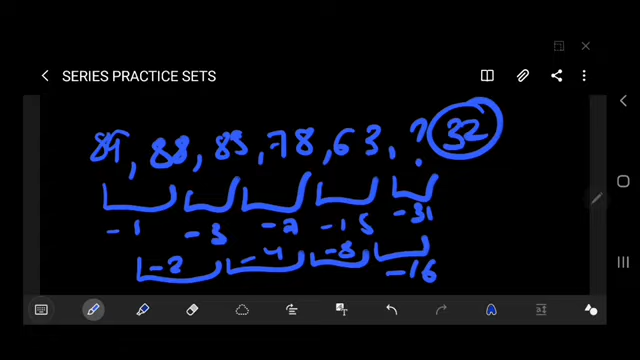 SERIES PRACTICE SETS
89, 88, 85, 78, 63, ? 32
-1 -3 -7 -15 -31
-2 -4 -8 -16